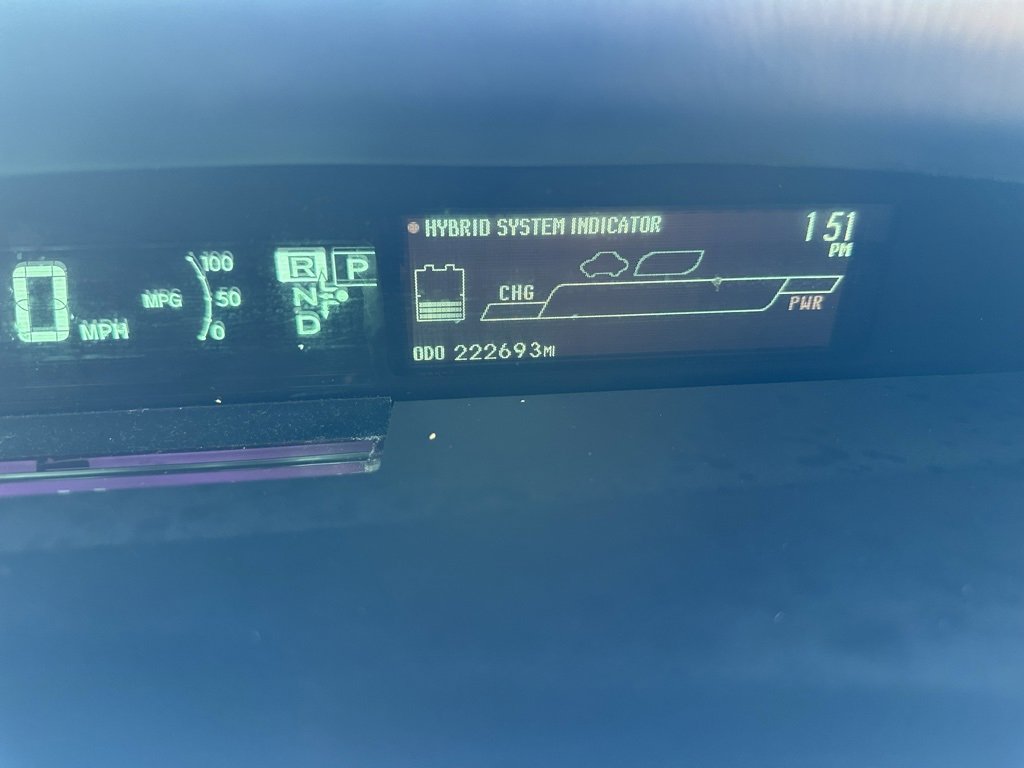 0 MPH
MPG
100
50
0
R P
N
D
HYBRID SYSTEM INDICATOR
1 51
PM
CHG
PWR
ODO 222693MI